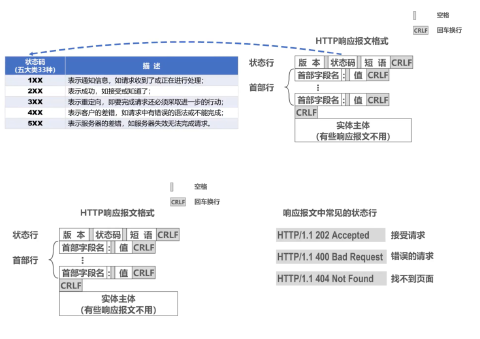 空格
CRLF 回车换行
HTTP响应报文格式
状态码
(五大类33种)
描 述
1XX 表示通知信息，如请求收到了或正在进行处理；
2XX 表示成功，如接受或知道了；
3XX 表示重定向，即要完成请求还必须采取进一步的行动；
4XX 表示客户的差错，如请求中有错误的语法或不能完成；
5XX 表示服务器的差错，如服务器失效无法完成请求。
状态行 版 本 状态码 短 语 CRLF
首部行 首部字段名 : 值 CRLF
⋮
首部字段名 : 值 CRLF
CRLF
实体主体
(有些响应报文不用)
空格
CRLF 回车换行
HTTP响应报文格式
状态行 版 本 状态码 短 语 CRLF
首部行 首部字段名 : 值 CRLF
⋮
首部字段名 : 值 CRLF
CRLF
实体主体
(有些响应报文不用)
响应报文中常见的状态行
HTTP/1.1 202 Accepted 接受请求
HTTP/1.1 400 Bad Request 错误的请求
HTTP/1.1 404 Not Found 找不到页面